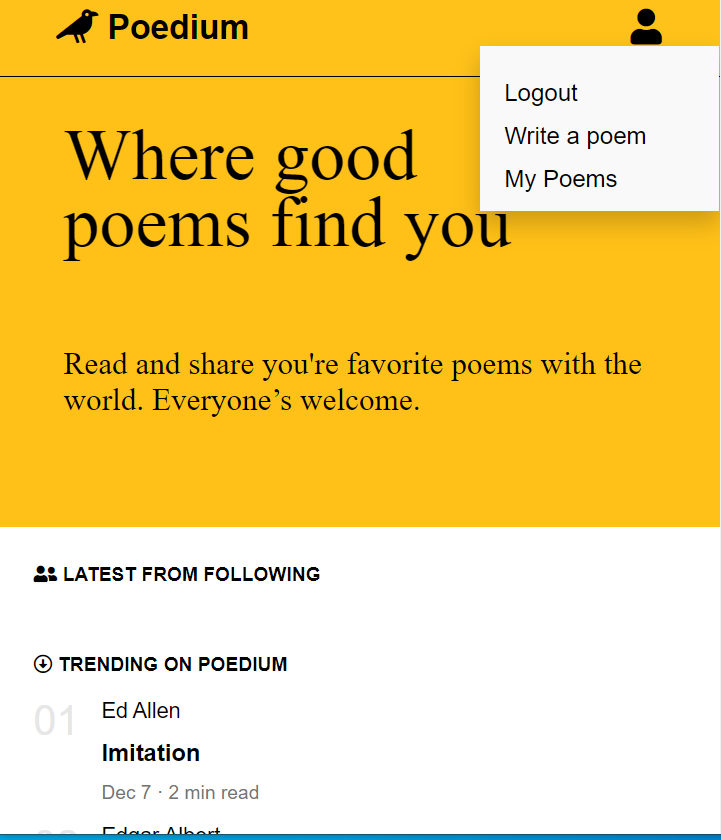 Poedium
Logout
Write a poem
My Poems
Where good
poems find you
Read and share you're favorite poems with the
world. Everyone’s welcome.
LATEST FROM FOLLOWING
TRENDING ON POEDIUM
01
Ed Allen
Imitation
Dec 7 · 2 min read
Edgar Albert